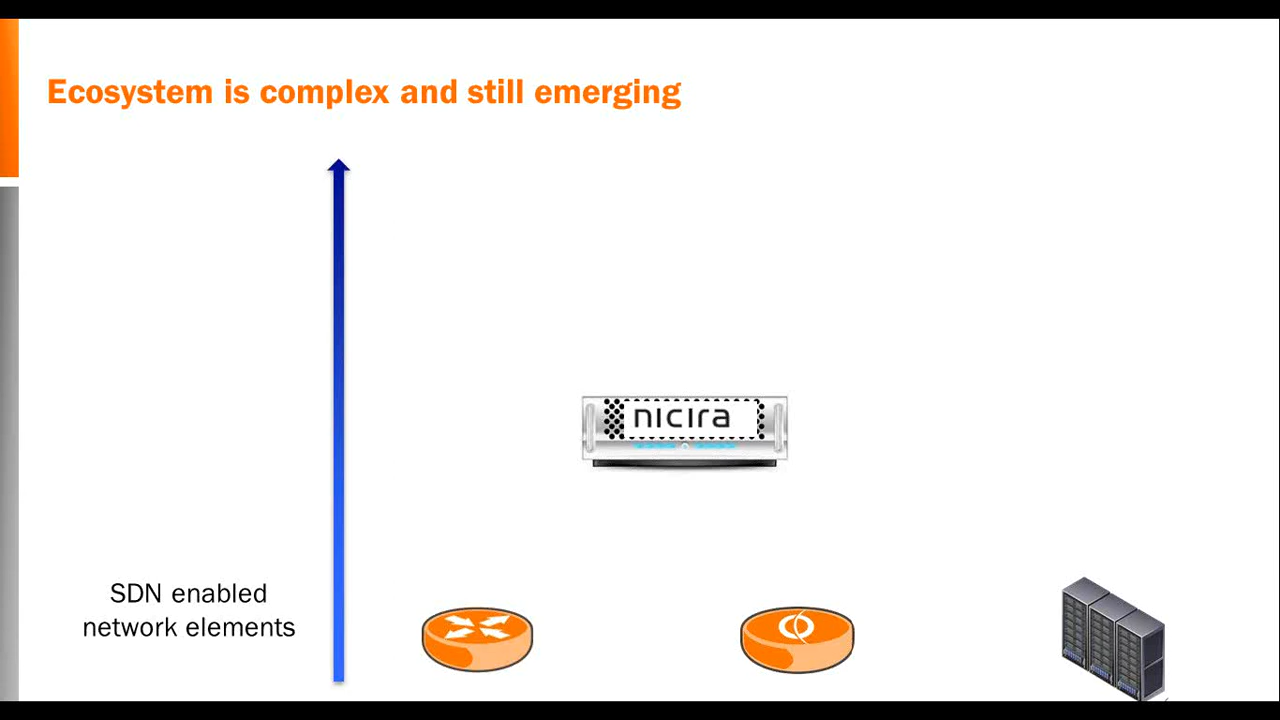 Ecosystem is complex and still emerging
nicira
SDN enabled
network elements